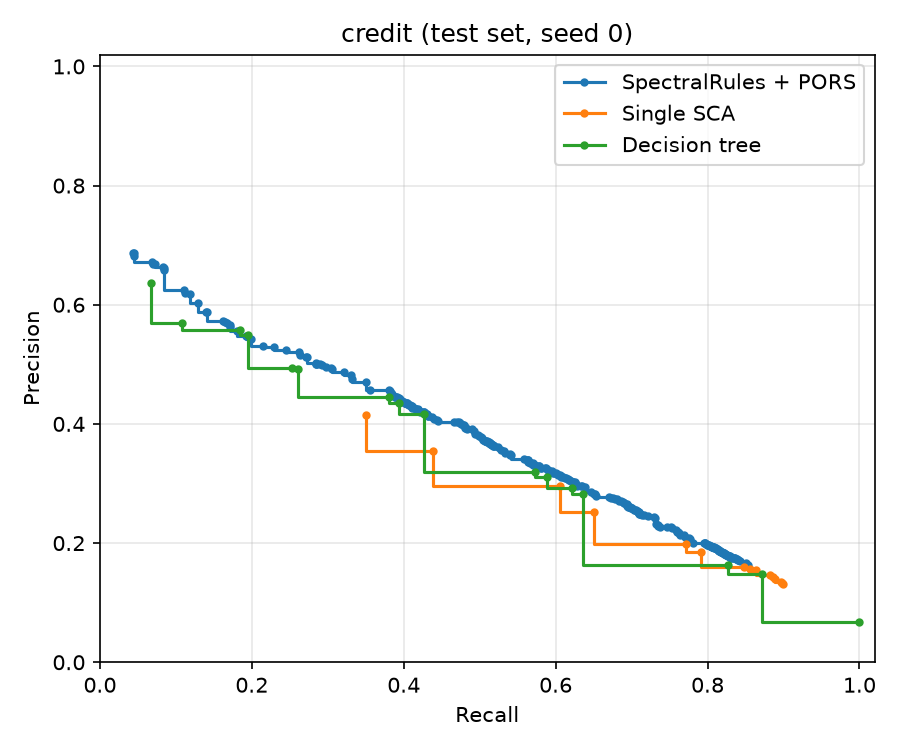 credit (test set, seed 0)
SpectralRules + PORS
Single SCA
Decision tree
Precision
1.0
0.8
0.6
0.4
0.2
0.0
0.0 0.2 0.4 0.6 0.8 1.0
Recall